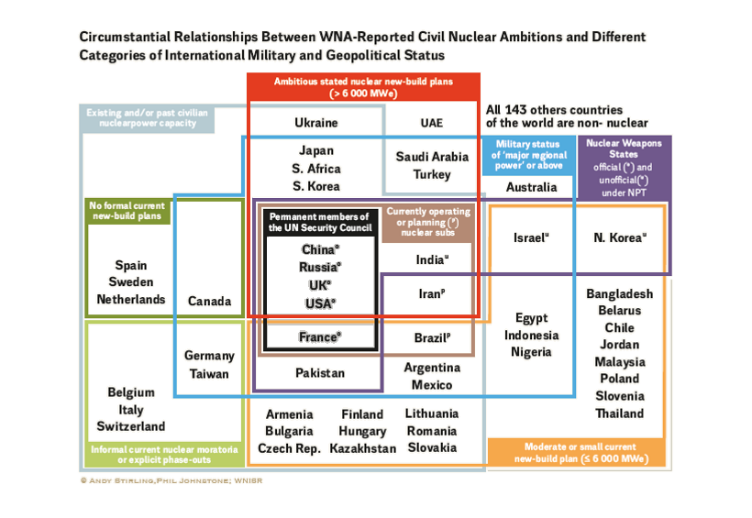 Circumstantial Relationships Between WNA-Reported Civil Nuclear Ambitions and Different
Categories of International Military and Geopolitical Status
Ambitious stated nuclear new-build plans
(> 6 000 MWe)
Existing and/or past civilian
nuclearpower capacity
All 143 others countries
of the world are non- nuclear
Ukraine
UAE
Japan
S. Africa
S. Korea
Saudi Arabia
Turkey
Military status
of 'major regional
power' or above
Australia
Nuclear Weapons
States
official (*) and
unofficial(ᵘ)
under NPT
No formal current
new-build plans
Permanent members of
the UN Security Council
Currently operating
or planning (ᵖ)
nuclear subs
China*
Russia*
UK*
USA*
Indiaᵘ
Iranᵖ
Israelᵘ
N. Koreaᵘ
Spain
Sweden
Netherlands
Canada
France*
Brazilᵖ
Egypt
Indonesia
Nigeria
Bangladesh
Belarus
Chile
Jordan
Malaysia
Poland
Slovenia
Thailand
Germany
Taiwan
Pakistan
Argentina
Mexico
Belgium
Italy
Switzerland
Armenia
Bulgaria
Czech Rep.
Finland
Hungary
Kazakhstan
Lithuania
Romania
Slovakia
Informal current nuclear moratoria
or explicit phase-outs
Moderate or small current
new-build plan (≤ 6 000 MWe)
© Andy Stirling,Phil Johnstone; WNISR